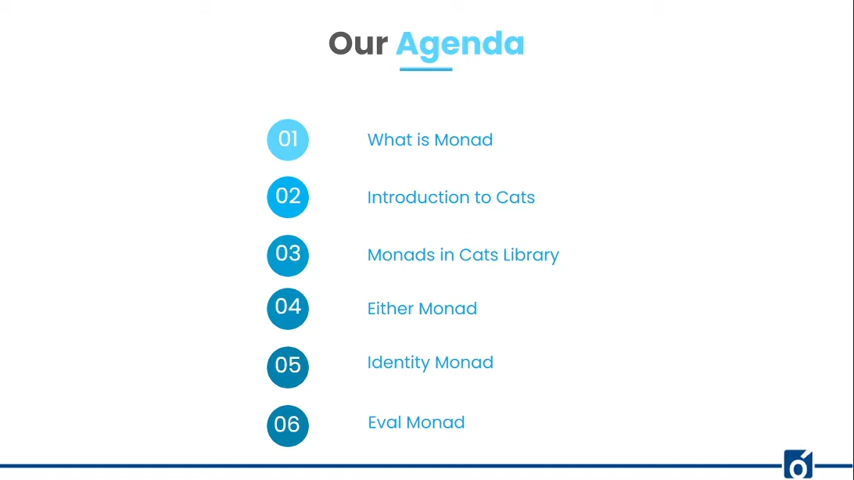 Our Agenda
01 What is Monad
02 Introduction to Cats
03 Monads in Cats Library
04 Either Monad
05 Identity Monad
06 Eval Monad